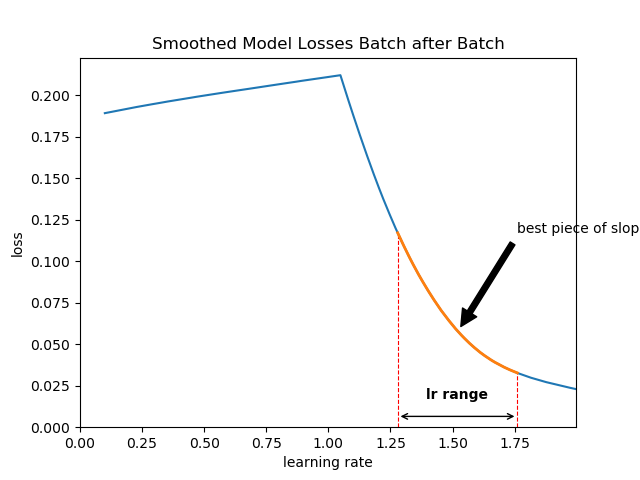 Smoothed Model Losses Batch after Batch
0.200
0.175
0.150
0.125
0.100
0.075
0.050
0.025
0.000
loss
best piece of slop
lr range
0.00 0.25 0.50 0.75 1.00 1.25 1.50 1.75
learning rate